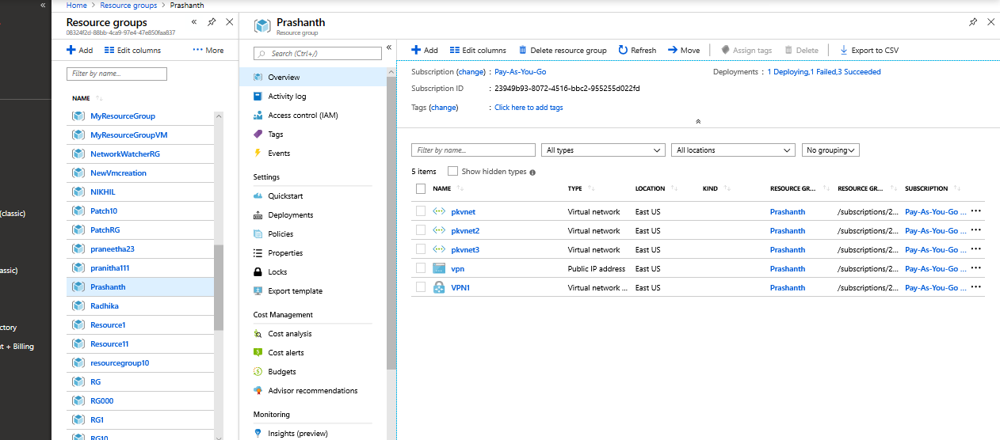 Home > Resource groups > Prashanth
(classic)
assic)
ctory
t + Billing
Resource groups
08324f2d-88bb-4ca9-97e4-47e850faa837
Add Edit columns ••• More
Filter by name...
NAME
MyResourceGroup
MyResourceGroupVM
NetworkWatcherRG
NewVmcreation
NIKHIL
Patch10
PatchRG
praneetha23
pranitha111
Prashanth
Radhika
Resource1
Resource11
resourcegroup10
RG
RG000
RG1
RG10
Prashanth
Resource group
Search (Ctrl+/)
Overview
Activity log
Access control (IAM)
Tags
Events
Settings
Quickstart
Deployments
Policies
Properties
Locks
Export template
Cost Management
Cost analysis
Cost alerts
Budgets
Advisor recommendations
Monitoring
Insights (preview)
Add Edit columns Delete resource group Refresh Move Assign tags Delete Export to CSV
Subscription (change) : Pay-As-You-Go Deployments : 1 Deploying,1 Failed,3 Succeeded
Subscription ID : 23949b93-8072-4516-bbc2-955255d022fd
Tags (change) : Click here to add tags
Filter by name... All types All locations No grouping
5 items Show hidden types
NAME TYPE LOCATION KIND RESOURCE GR... RESOURCE GR... SUBSCRIPTION
pkvnet Virtual network East US Prashanth /subscriptions/2... Pay-As-You-Go ... •••
pkvnet2 Virtual network East US Prashanth /subscriptions/2... Pay-As-You-Go ... •••
pkvnet3 Virtual network East US Prashanth /subscriptions/2... Pay-As-You-Go ... •••
vpn Public IP address East US Prashanth /subscriptions/2... Pay-As-You-Go ... •••
VPN1 Virtual network ... East US Prashanth /subscriptions/2... Pay-As-You-Go ... •••